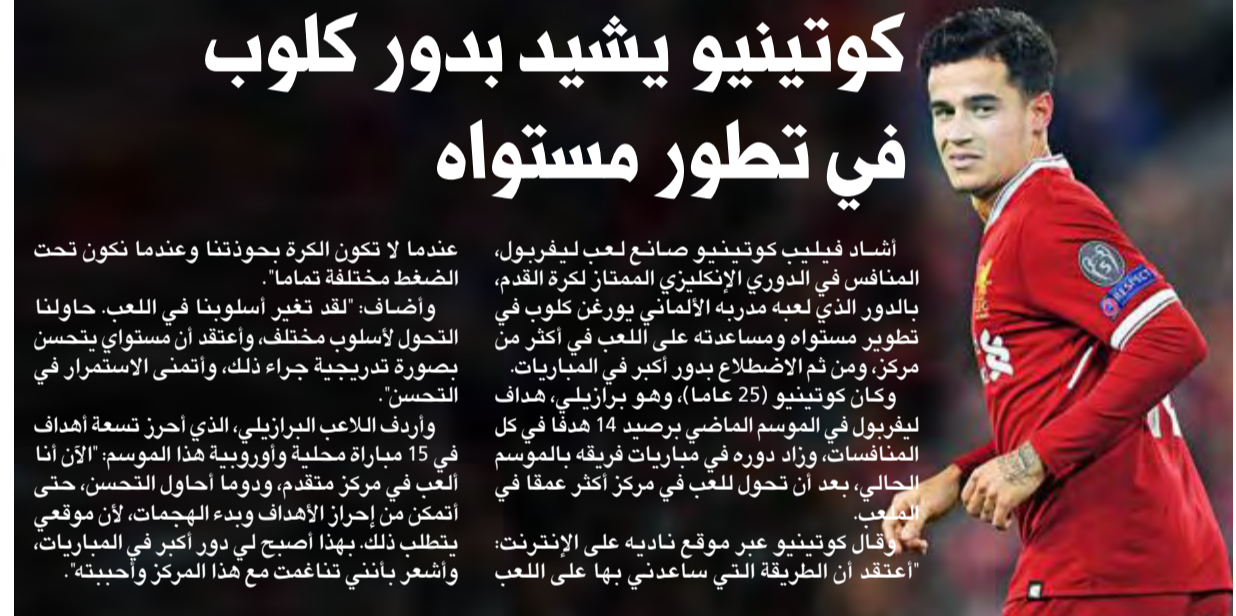 كوتينيو يشيد بدور كلوب
في تطور مستواه
أشاد فيليب كوتينيو صانع لعب ليفربول،
المنافس في الدوري الإنكليزي الممتاز لكرة القدم،
بالدور الذي لعبه مدربه الألماني يورغن كلوب في
تطوير مستواه ومساعدته على اللعب في أكثر من
مركز، ومن ثم الاضطلاع بدور أكبر في المباريات.
وكان كوتينيو (25 عاما)، وهو برازيلي، هداف
ليفربول في الموسم الماضي برصيد 14 هدفا في كل
المنافسات، وزاد دوره في مباريات فريقه بالموسم
الحالي، بعد أن تحول للعب في مركز أكثر عمقا في
الملعب.
وقال كوتينيو عبر موقع ناديه على الإنترنت:
"أعتقد أن الطريقة التي ساعدني بها على اللعب
عندما لا تكون الكرة بحوذتنا وعندما نكون تحت
الضغط مختلفة تماما".
وأضاف: "لقد تغير أسلوبنا في اللعب. حاولنا
التحول لأسلوب مختلف، وأعتقد أن مستواي يتحسن
بصورة تدريجية جراء ذلك، وأتمنى الاستمرار في
التحسن".
وأردف اللاعب البرازيلي، الذي أحرز تسعة أهداف
في 15 مباراة محلية وأوروبية هذا الموسم: "الآن أنا
ألعب في مركز متقدم، ودوما أحاول التحسن، حتى
أتمكن من إحراز الأهداف وبدء الهجمات، لأن موقعي
يتطلب ذلك. بهذا أصبح لي دور أكبر في المباريات،
وأشعر بأنني تناغمت مع هذا المركز وأحببته".
RESPECT